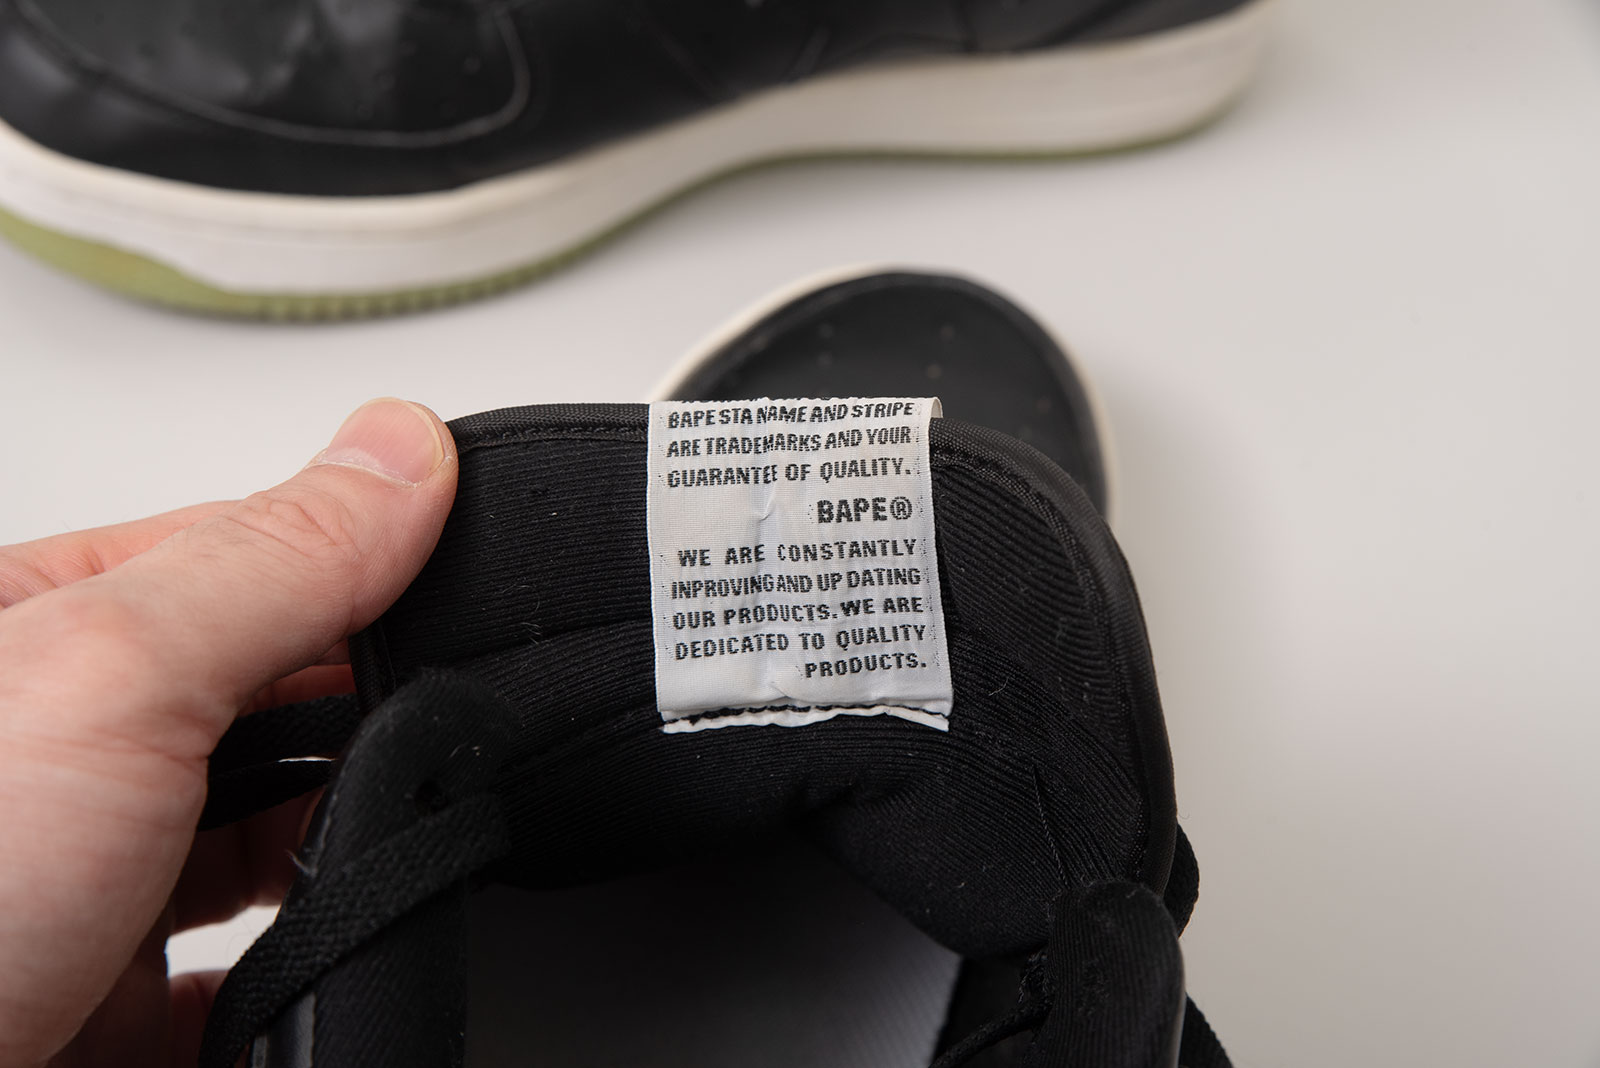 BAPE STA NAME AND STRIPE
ARE TRADEMARKS AND YOUR
GUARANTEE OF QUALITY.
BAPE®
WE ARE CONSTANTLY
INPROVING AND UP DATING
OUR PRODUCTS. WE ARE
DEDICATED TO QUALITY
PRODUCTS.